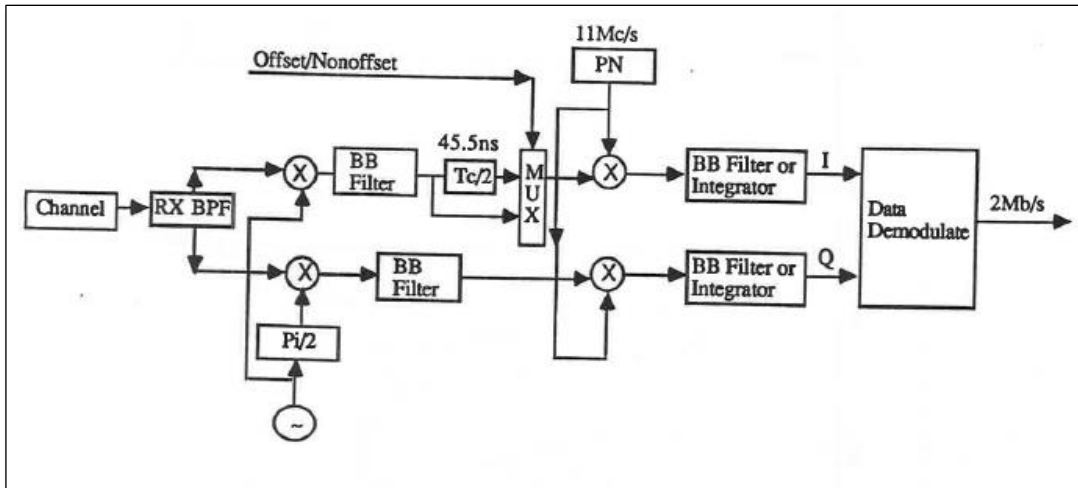 11Mc/s
PN
Offset/Nonoffset
45.5ns
BB
Filter
Tc/2
M
U
X
X
X
BB Filter or
Integrator
I
Channel
RX BPF
Data
Demodulate
2Mb/s
X
BB
Filter
X
BB Filter or
Integrator
Q
Pi/2
~